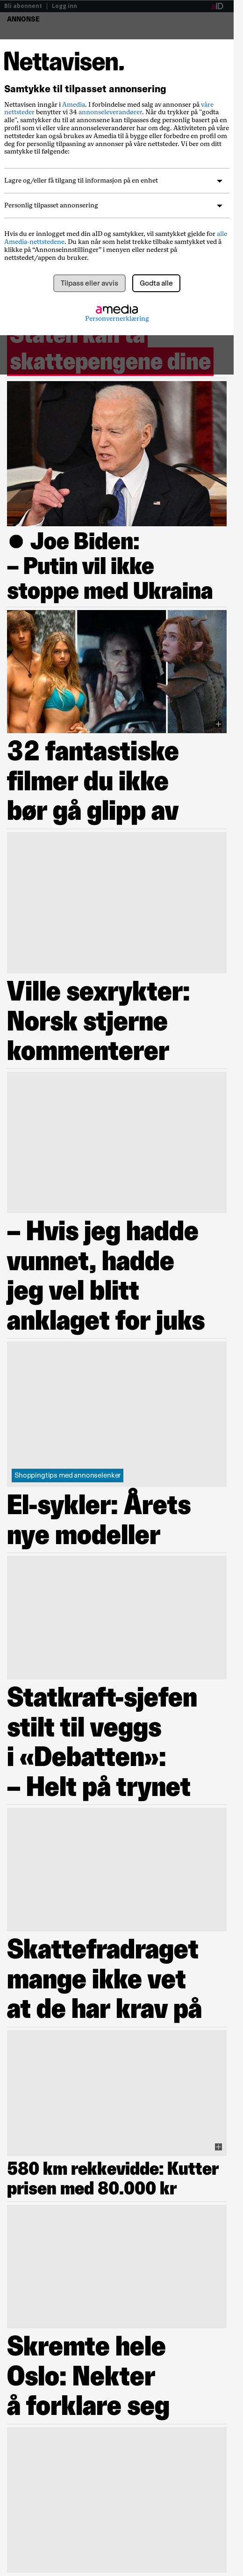 Bli abonnent | Logg inn
aID
ANNONSE
Nettavisen.
Samtykke til tilpasset annonsering
Nettavisen inngår i Amedia. I forbindelse med salg av annonser på våre
nettsteder benytter vi 34 annonseleverandører. Når du trykker på "godta
alle", samtykker du til at annonsene kan tilpasses deg personlig basert på en
profil som vi eller våre annonseleverandører har om deg. Aktiviteten på våre
nettsteder kan også brukes av Amedia til å bygge eller forbedre en profil om
deg for personlig tilpasning av annonser på våre nettsteder. Vi ber om ditt
samtykke til følgende:
Lagre og/eller få tilgang til informasjon på en enhet
Personlig tilpasset annonsering
Hvis du er innlogget med din aID og samtykker, vil samtykket gjelde for alle
Amedia-nettstedene. Du kan når som helst trekke tilbake samtykket ved å
klikke på "Annonseinnstillinger" i menyen eller nederst på
nettstedet/appen du bruker.
Tilpass eller avvis
Godta alle
amedia
Personvernerklæring
Staten kan ta
skattepengene dine
● Joe Biden:
– Putin vil ikke
stoppe med Ukraina
32 fantastiske
filmer du ikke
bør gå glipp av
Ville sexrykter:
Norsk stjerne
kommenterer
– Hvis jeg hadde
vunnet, hadde
jeg vel blitt
anklaget for juks
Shoppingtips med annonselenker
El-sykler: Årets
nye modeller
Statkraft-sjefen
stilt til veggs
i «Debatten»:
– Helt på trynet
Skattefradraget
mange ikke vet
at de har krav på
580 km rekkevidde: Kutter
prisen med 80.000 kr
Skremte hele
Oslo: Nekter
å forklare seg